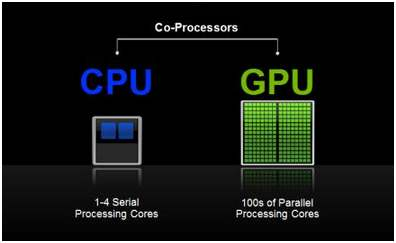 Co-Processors
CPU
GPU
1-4 Serial
Processing Cores
100s of Parallel
Processing Cores